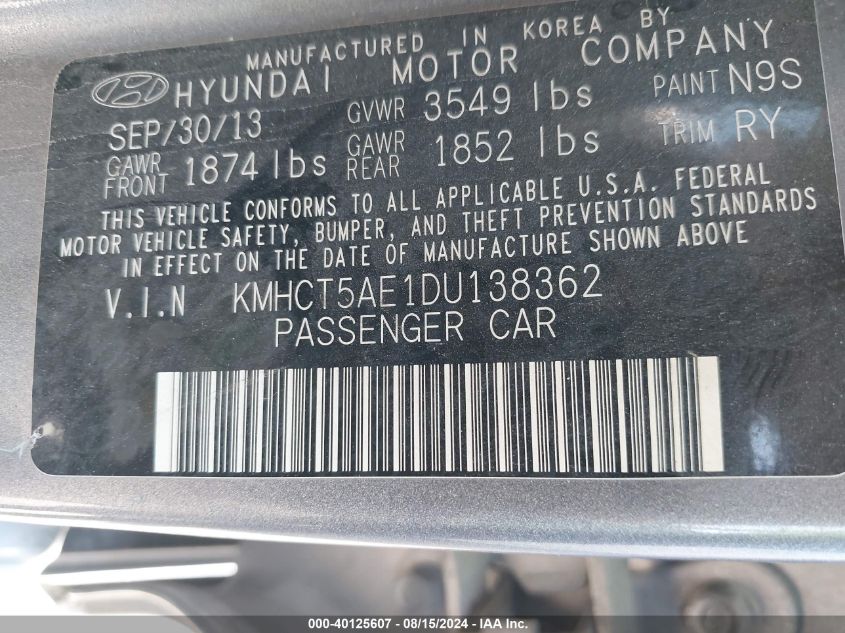 MANUFACTURED IN KOREA BY
HYUNDAI MOTOR COMPANY
SEP/30/13 GVWR 3549 lbs PAINT N9S
GAWR FRONT 1874 lbs GAWR REAR 1852 lbs TRIM RY
THIS VEHICLE CONFORMS TO ALL APPLICABLE U.S.A. FEDERAL
MOTOR VEHICLE SAFETY, BUMPER, AND THEFT PREVENTION STANDARDS
IN EFFECT ON THE DATE OF MANUFACTURE SHOWN ABOVE
V.I.N KMHCT5AE1DU138362
PASSENGER CAR
000-40125607 - 08/15/2024 - IAA Inc.